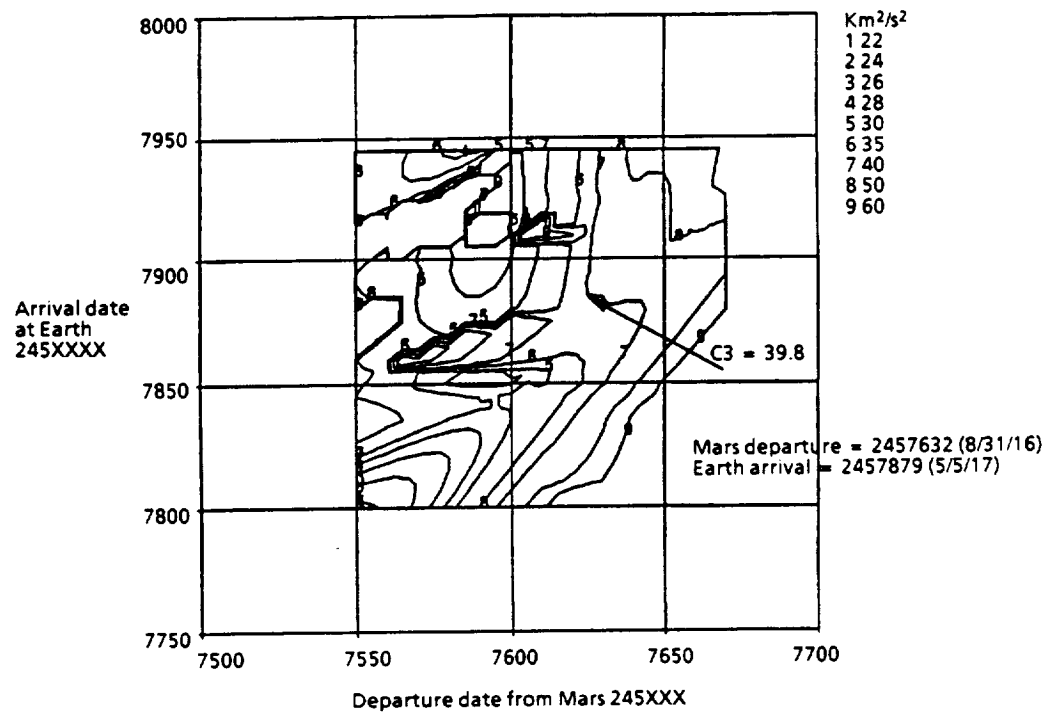 8000
7950
7900
7850
7800
7750
7500
7550
7600
7650
7700
Arrival date
at Earth
245XXXX
Departure date from Mars 245XXX
Km²/s²
1 22
2 24
3 26
4 28
5 30
6 35
7 40
8 50
9 60
C3 = 39.8
Mars departure = 2457632 (8/31/16)
Earth arrival = 2457879 (5/5/17)